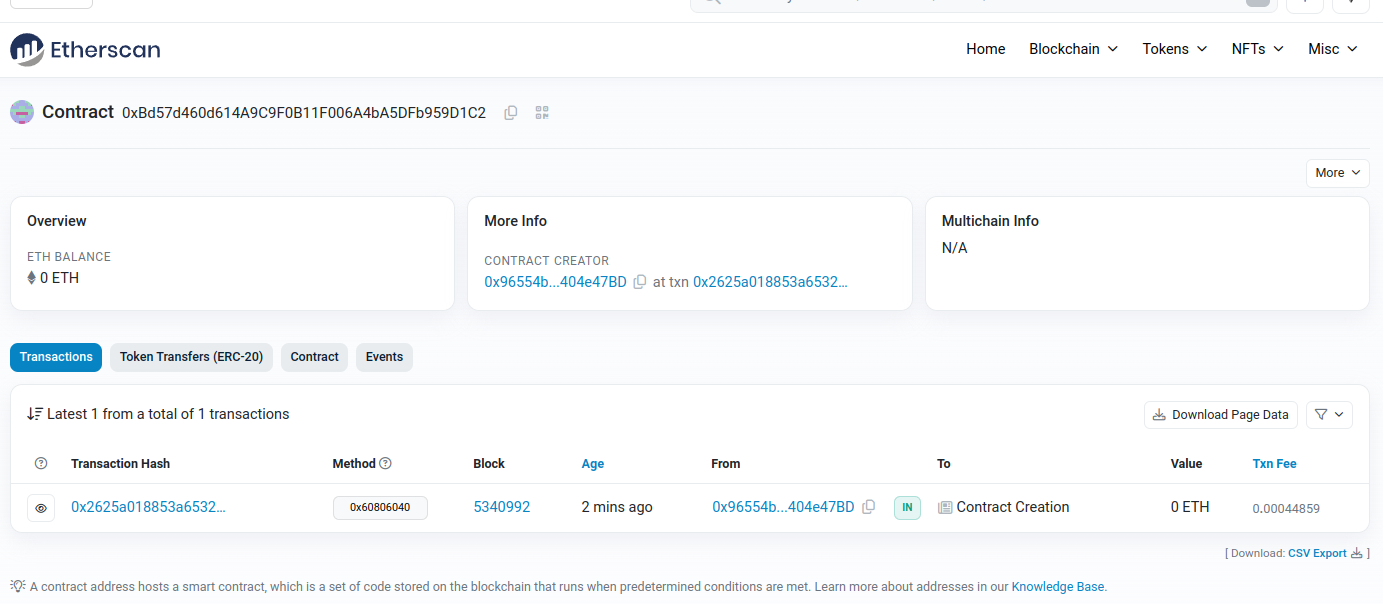 Etherscan
Home Blockchain Tokens NFTs Misc
Contract 0xBd57d460d614A9C9F0B11F006A4bA5DFb959D1C2
More
Overview
ETH BALANCE
0 ETH
More Info
CONTRACT CREATOR
0x96554b...404e47BD at txn 0x2625a018853a6532...
Multichain Info
N/A
Transactions Token Transfers (ERC-20) Contract Events
Latest 1 from a total of 1 transactions
Download Page Data
Transaction Hash Method Block Age From To Value Txn Fee
0x2625a018853a6532... 0x60806040 5340992 2 mins ago 0x96554b...404e47BD IN Contract Creation 0 ETH 0.00044859
[ Download: CSV Export ]
A contract address hosts a smart contract, which is a set of code stored on the blockchain that runs when predetermined conditions are met. Learn more about addresses in our Knowledge Base.